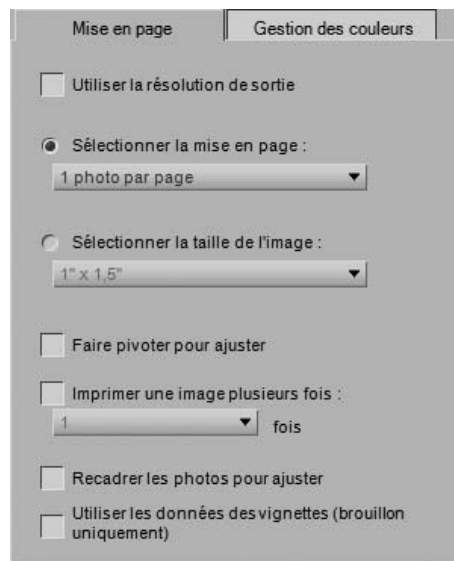 Mise en page
Gestion des couleurs
Utiliser la résolution de sortie
Sélectionner la mise en page :
1 photo par page
Sélectionner la taille de l'image :
1" x 1,5"
Faire pivoter pour ajuster
Imprimer une image plusieurs fois :
1
fois
Recadrer les photos pour ajuster
Utiliser les données des vignettes (brouillon
uniquement)